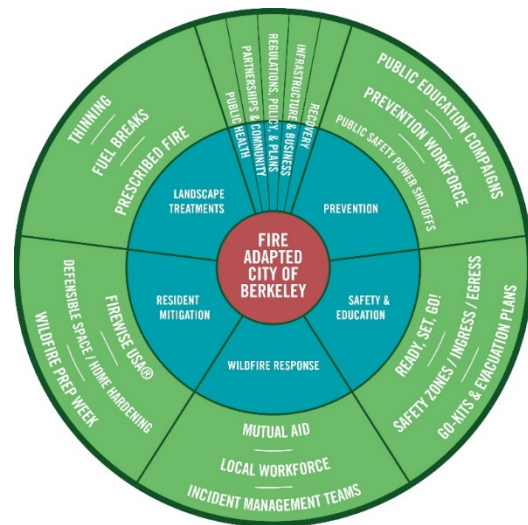 PUBLIC HEALTH
PARTNERSHIPS & COMMUNITY
REGULATIONS, POLICY, & PLANS
INFRASTRUCTURE & BUSINESS
RECOVERY
PUBLIC EDUCATION COMPAIGNS
PREVENTION WORKFORCE
PUBLIC SAFETY POWER SHUTOFFS
PREVENTION
READY, SET, GO!
SAFETY ZONES / INGRESS / EGRESS
GO-KITS & EVACUATION PLANS
SAFETY &
EDUCATION
WILDFIRE RESPONSE
MUTUAL AID
LOCAL WORKFORCE
INCIDENT MANAGEMENT TEAMS
RESIDENT
MITIGATION
FIREWISE USA®
DEFENSIBLE SPACE / HOME HARDENING
WILDFIRE PREP WEEK
LANDSCAPE
TREATMENTS
THINNING
FUEL BREAKS
PRESCRIBED FIRE
FIRE
ADAPTED
CITY OF
BERKELEY